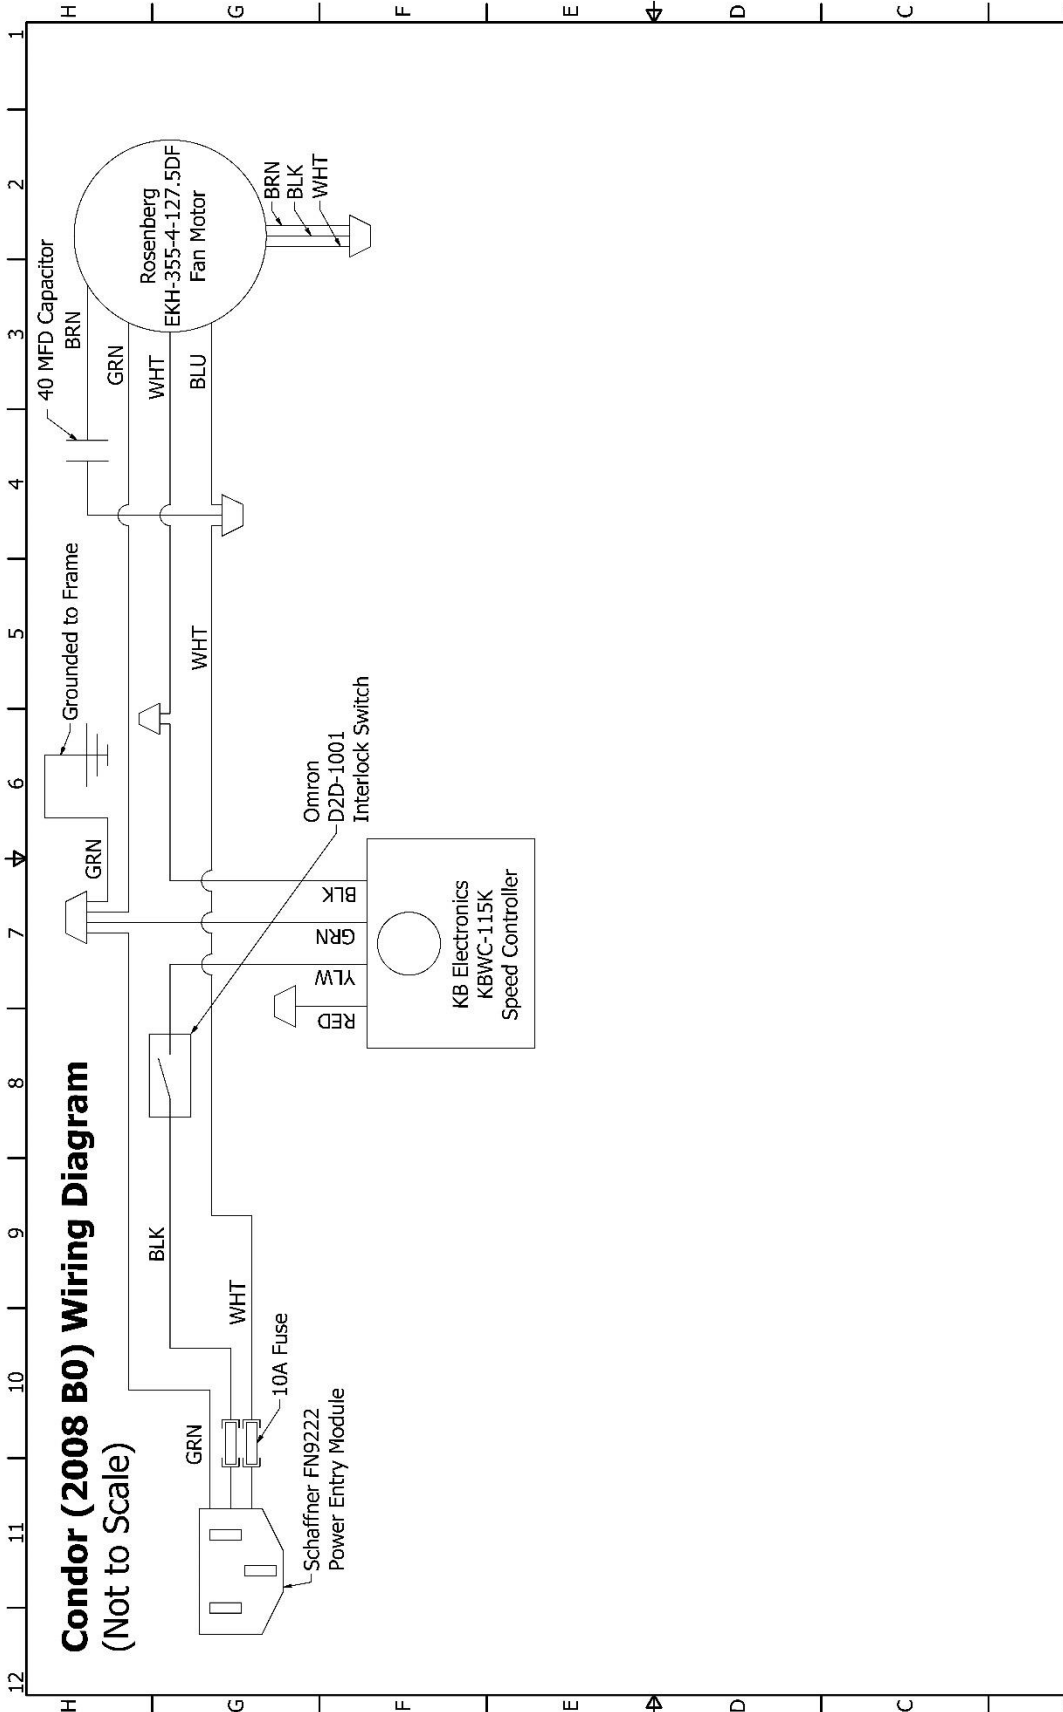 12
11
10
9
8
7
6
5
4
3
2
1
H
H
G
G
F
F
E
E
D
D
C
C
Condor (2008 B0) Wiring Diagram
(Not to Scale)
GRN
BLK
WHT
10A Fuse
Schaffner FN9222
Power Entry Module
GRN
Grounded to Frame
WHT
Omron
D2D-1001
Interlock Switch
RED
YLW
GRN
BLK
KB Electronics
KBWC-115K
Speed Controller
40 MFD Capacitor
BRN
GRN
WHT
BLU
Rosenberg
EKH-355-4-127.5DF
Fan Motor
BRN
BLK
WHT